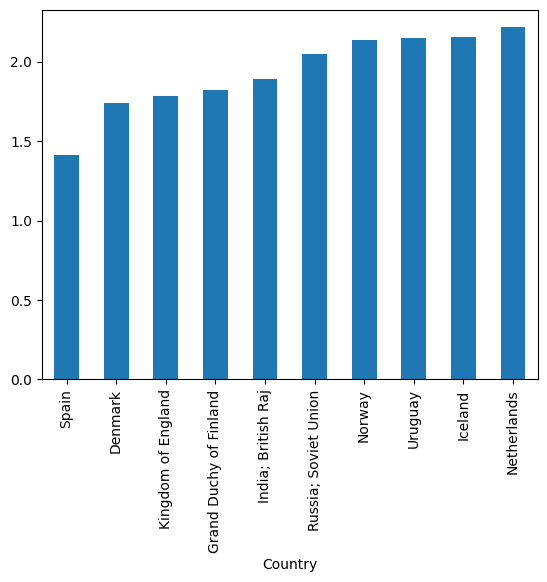 2.0
1.5
1.0
0.5
0.0
Spain
Denmark
Kingdom of England
Grand Duchy of Finland
India; British Raj
Russia; Soviet Union
Norway
Uruguay
Iceland
Netherlands
Country